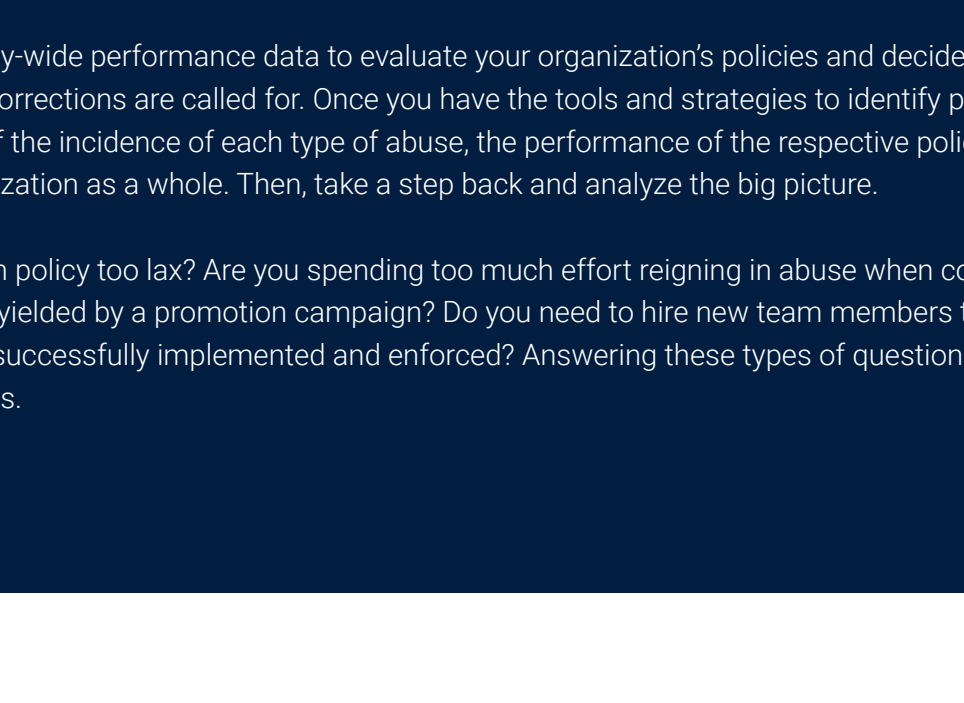 y-wide performance data to evaluate your organization’s policies and decide
orrections are called for. Once you have the tools and strategies to identify p
f the incidence of each type of abuse, the performance of the respective poli
zation as a whole. Then, take a step back and analyze the big picture.
n policy too lax? Are you spending too much effort reigning in abuse when co
yielded by a promotion campaign? Do you need to hire new team members t
successfully implemented and enforced? Answering these types of question
s.